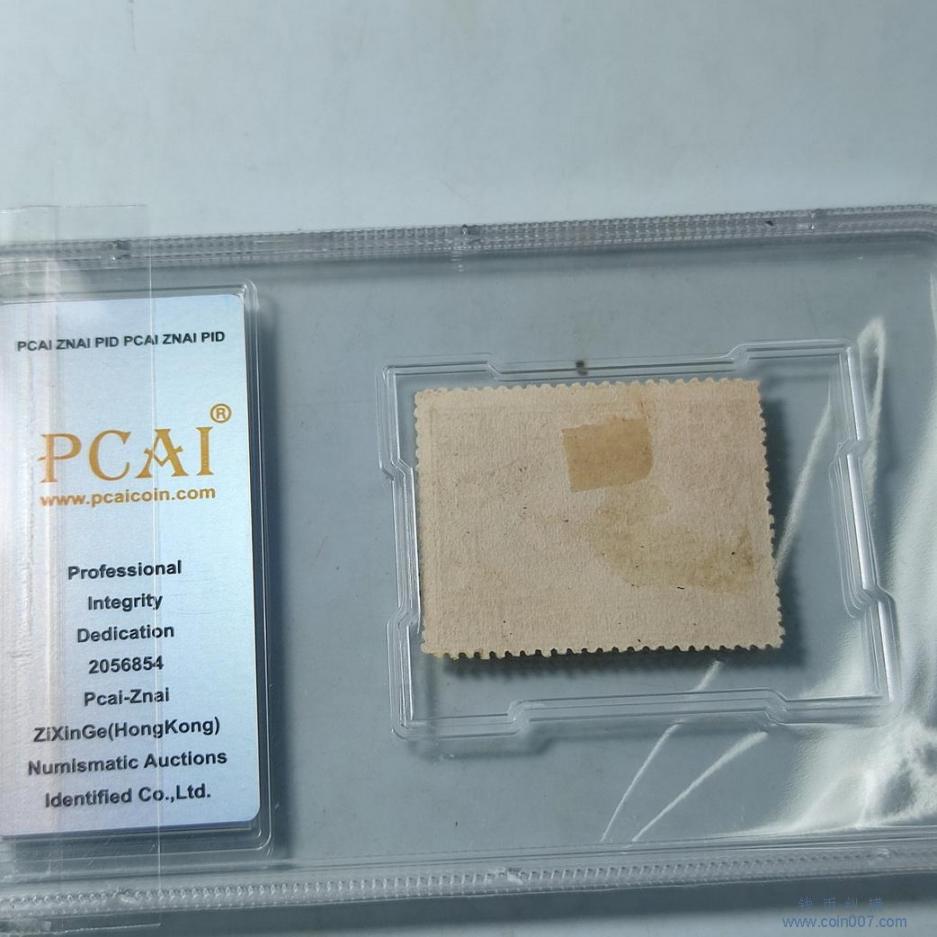 PCAI ZNAI PID PCAI ZNAI PID
PCAI®
www.pcaicoin.com
Professional
Integrity
Dedication
2056854
Pcai-Znai
ZiXinGe(HongKong)
Numismatic Auctions
Identified Co.,Ltd.
www.coin007.com